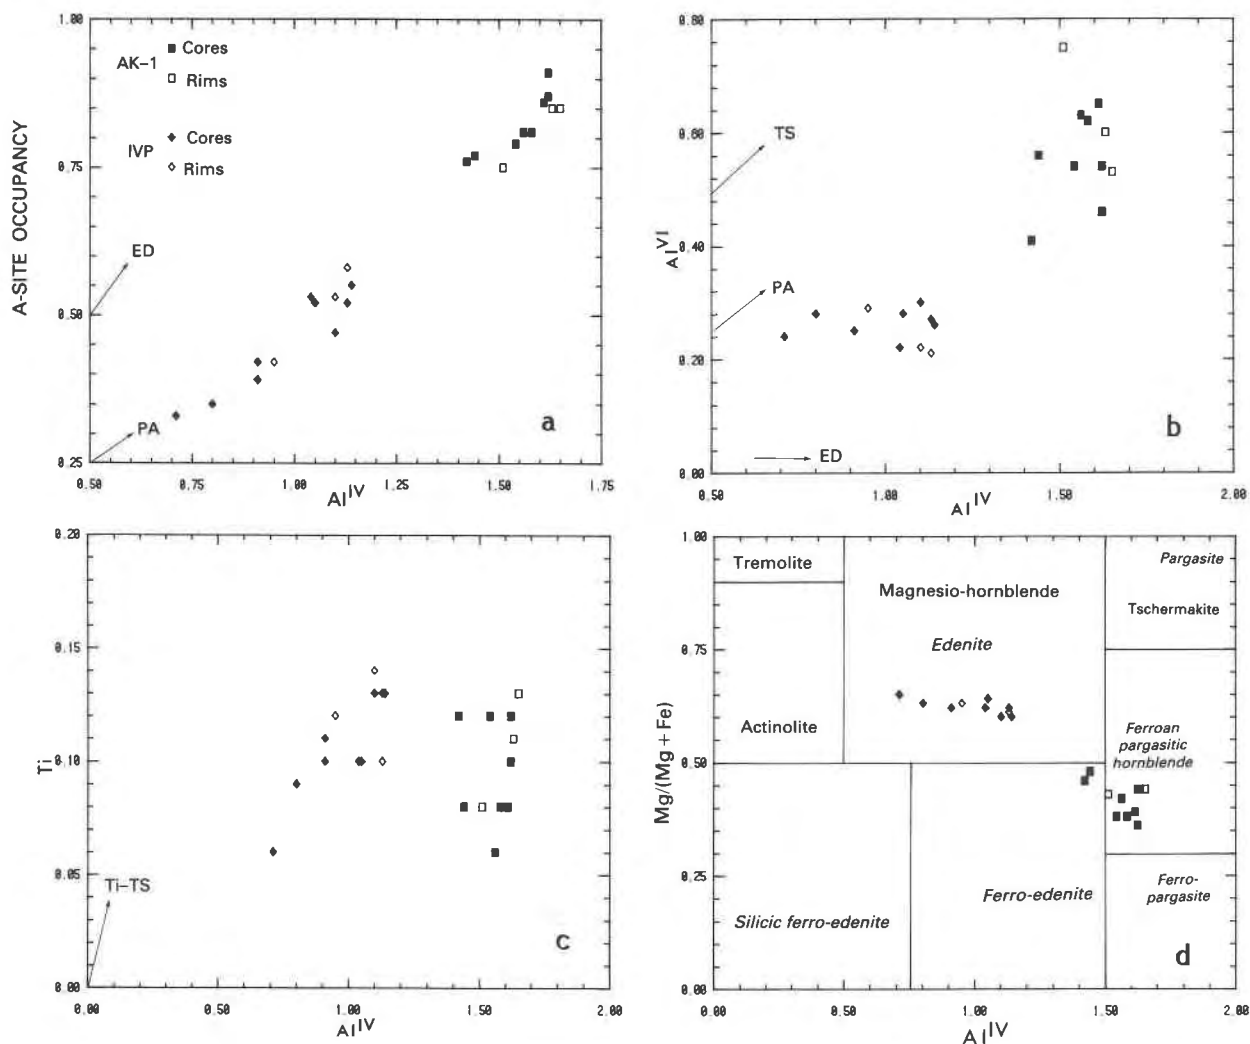 1.00
0.75
0.50
0.25
A-SITE OCCUPANCY
AK-1
Cores
Rims
IVP
Cores
Rims
ED
PA
a
0.50 0.75 1.00 1.25 1.50 1.75
Al^IV
0.80
0.60
0.40
0.20
0.00
Al^VI
TS
PA
ED
b
0.50 1.00 1.50 2.00
Al^IV
0.20
0.15
0.10
0.05
0.00
Ti
Ti-TS
c
0.00 0.50 1.00 1.50 2.00
Al^IV
1.00
0.75
0.50
0.25
0.00
Mg/(Mg+Fe)
Tremolite
Magnesio-hornblende
Edenite
Actinolite
Pargasite
Tschermakite
Ferroan
pargasitic
hornblende
Silicic ferro-edenite
Ferro-edenite
Ferro-
pargasite
d
0.00 0.50 1.00 1.50 2.00
Al^IV